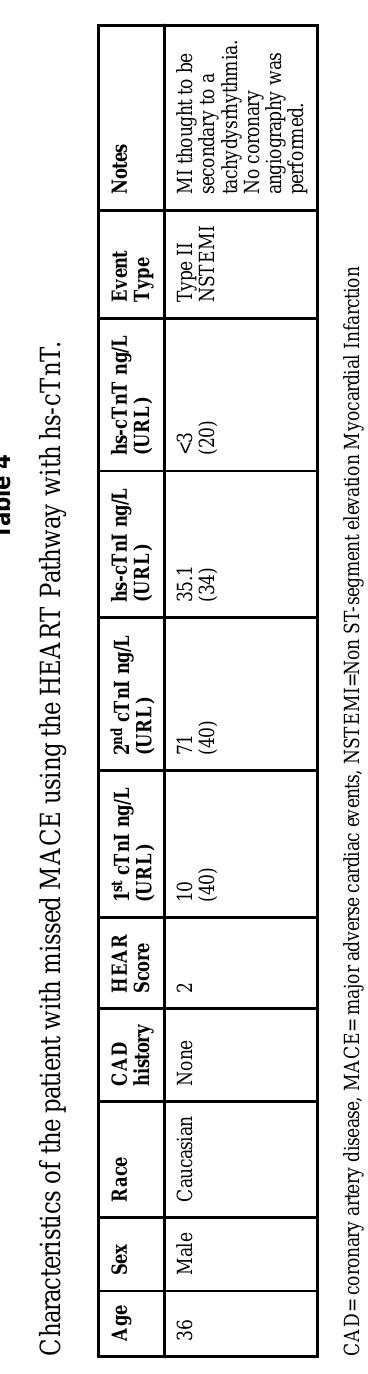 Table 4
Characteristics of the patient with missed MACE using the HEART Pathway with hs-cTnT.
Age Sex Race CAD history HEAR Score 1st cTnI ng/L (URL) 2nd cTnI ng/L (URL) hs-cTnI ng/L (URL) hs-cTnT ng/L (URL) Event Type Notes
36 Male Caucasian None 2 10 (40) 71 (40) 35.1 (34) <3 (20) Type II NSTEMI MI thought to be secondary to a tachydysrhythmia. No coronary angiography was performed.
CAD= coronary artery disease, MACE= major adverse cardiac events, NSTEMI=Non ST-segment elevation Myocardial Infarction